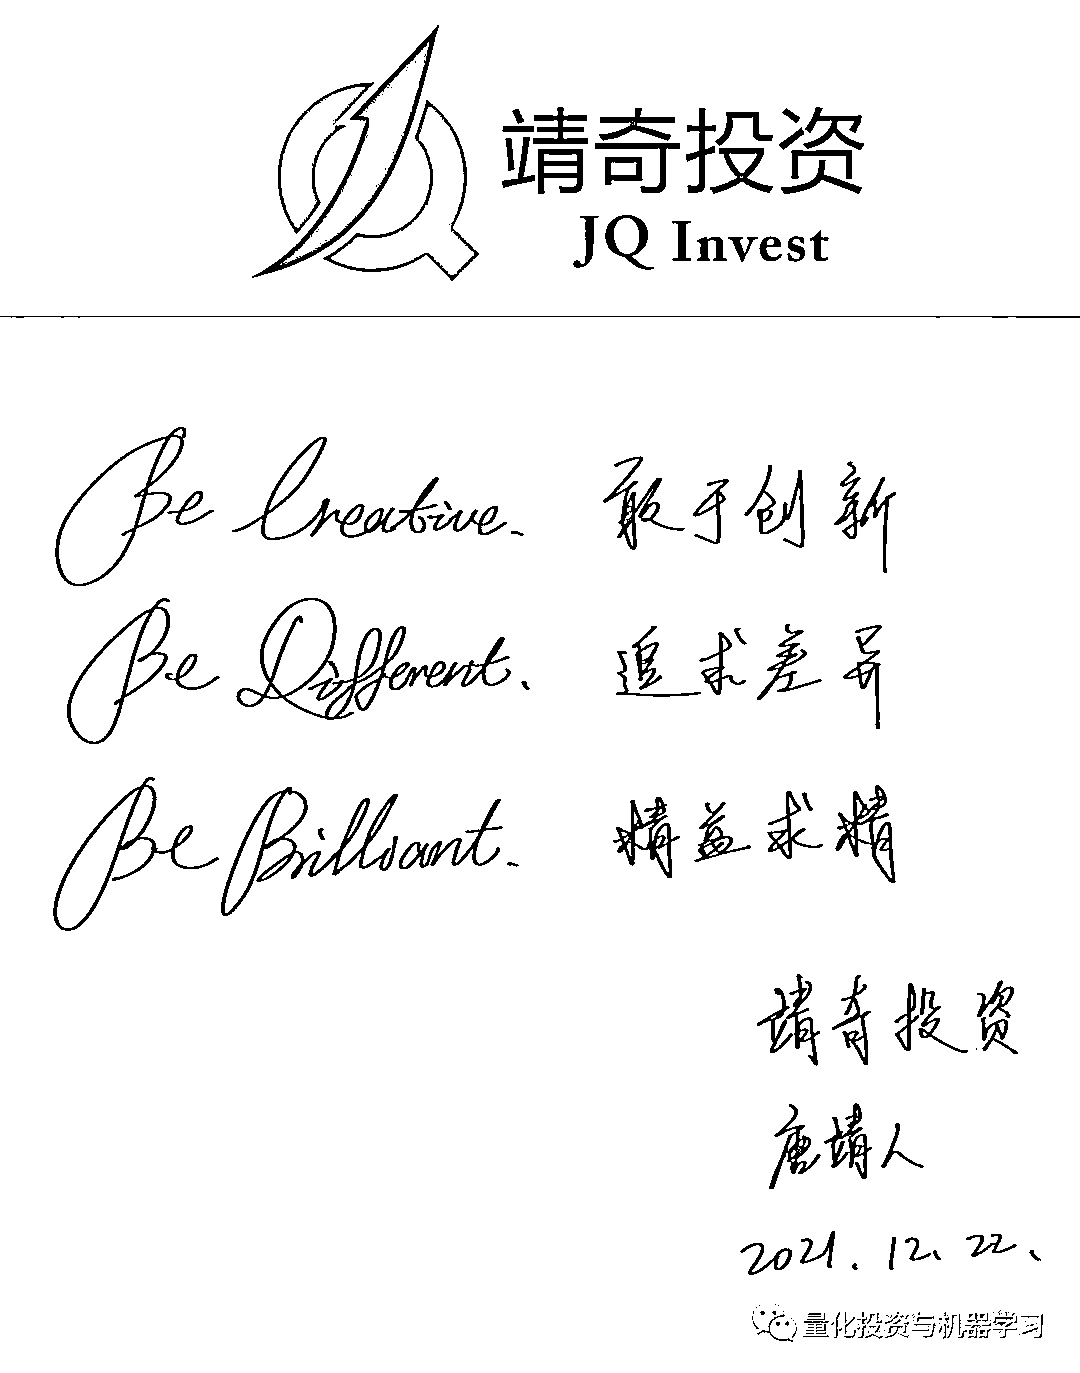 靖奇投资
JQ Invest
Be Creative. 敢于创新
Be Different. 追求差异
Be Brilliant. 精益求精
靖奇投资
唐靖人
2021.12.22.
量化投资与机器学习